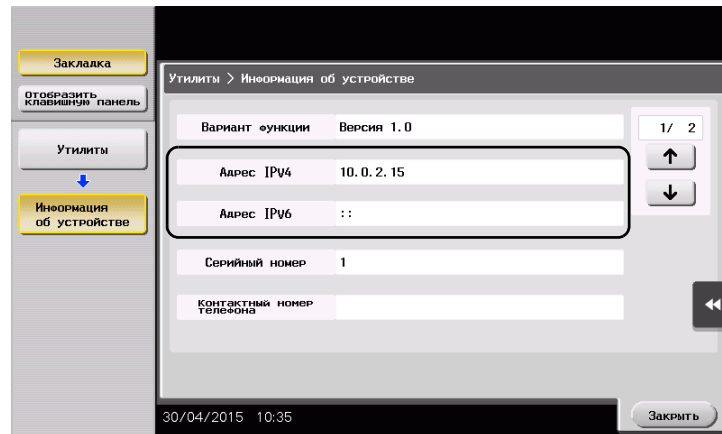 Закладка
Отобразить
клавишную панель
Утилиты
Информация
об устройстве
Утилиты > Информация об устройстве
Вариант функции Версия 1.0
1/ 2
Адрес IPv4 10.0.2.15
Адрес IPv6 ::
Серийный номер 1
Контактный номер
телефона
30/04/2015 10:35
Закрыть